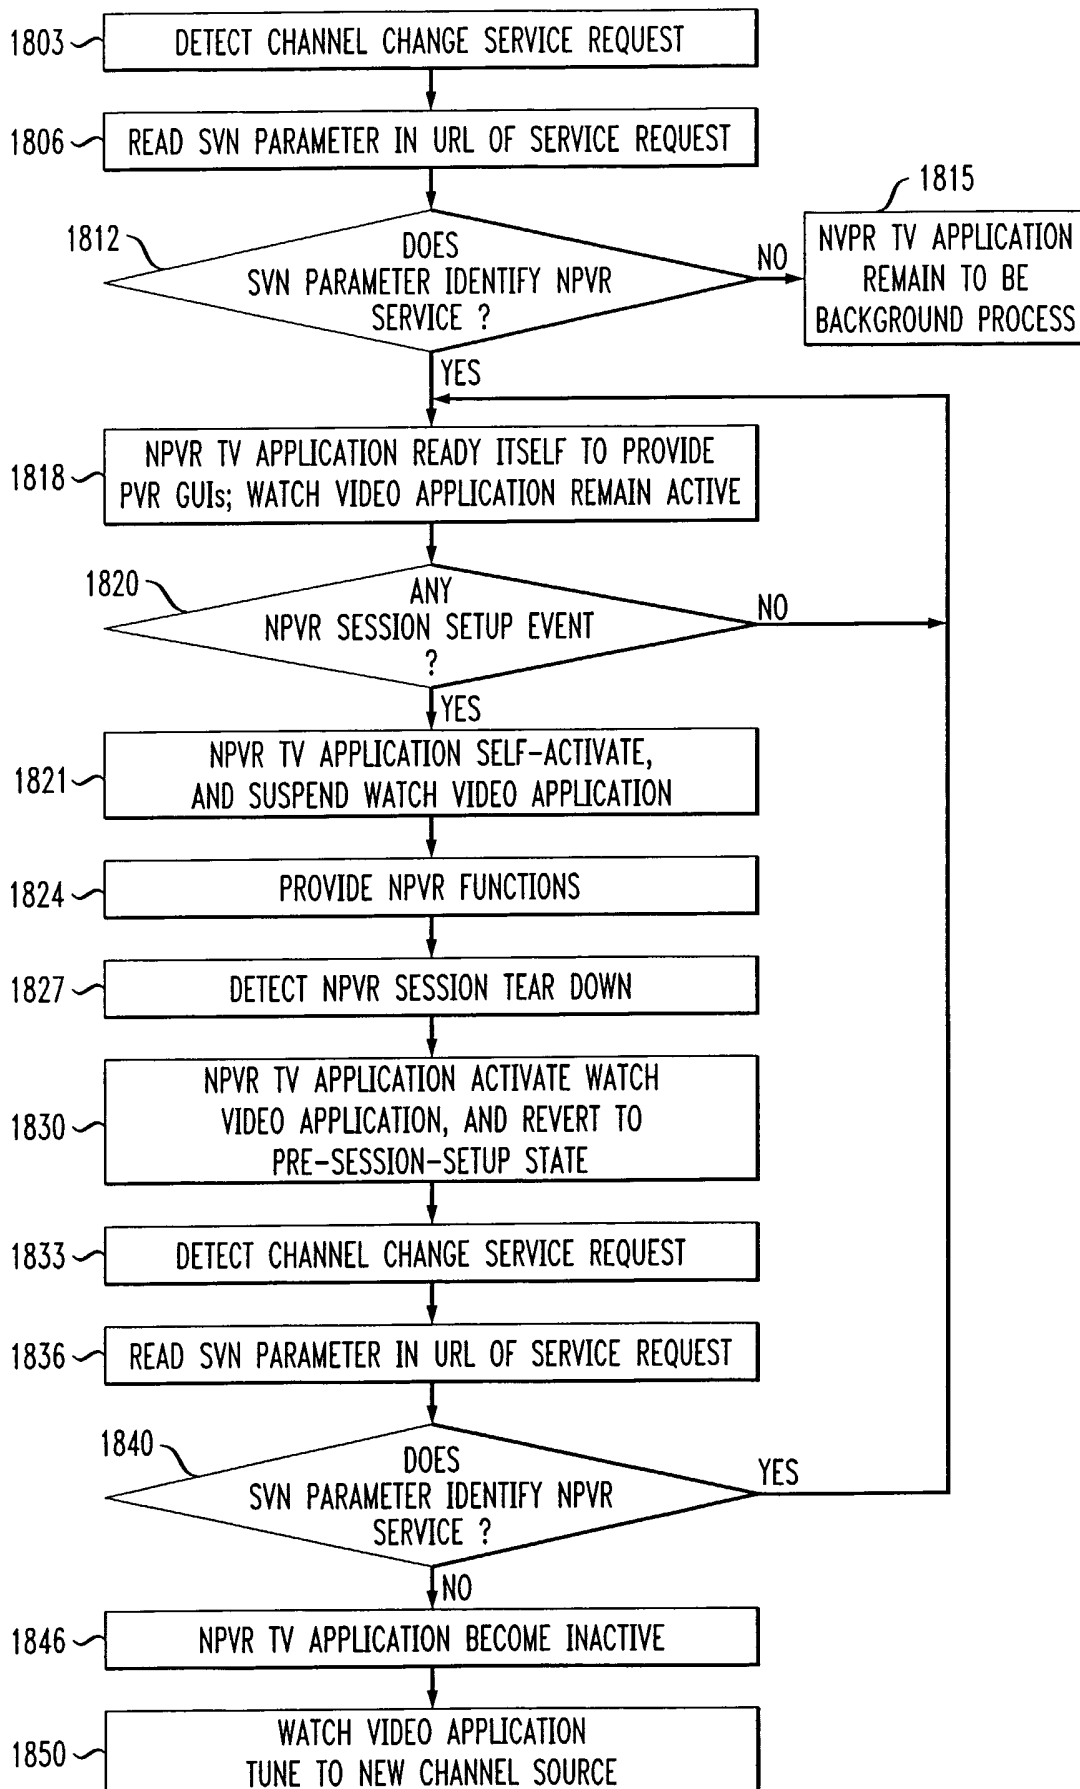 1803
DETECT CHANNEL CHANGE SERVICE REQUEST
1806
READ SVN PARAMETER IN URL OF SERVICE REQUEST
1812
DOES
SVN PARAMETER IDENTIFY NPVR
SERVICE ?
NO
1815
NVPR TV APPLICATION
REMAIN TO BE
BACKGROUND PROCESS
YES
1818
NPVR TV APPLICATION READY ITSELF TO PROVIDE
PVR GUIs; WATCH VIDEO APPLICATION REMAIN ACTIVE
1820
ANY
NPVR SESSION SETUP EVENT
?
NO
YES
1821
NPVR TV APPLICATION SELF-ACTIVATE,
AND SUSPEND WATCH VIDEO APPLICATION
1824
PROVIDE NPVR FUNCTIONS
1827
DETECT NPVR SESSION TEAR DOWN
1830
NPVR TV APPLICATION ACTIVATE WATCH
VIDEO APPLICATION, AND REVERT TO
PRE-SESSION-SETUP STATE
1833
DETECT CHANNEL CHANGE SERVICE REQUEST
1836
READ SVN PARAMETER IN URL OF SERVICE REQUEST
1840
DOES
SVN PARAMETER IDENTIFY NPVR
SERVICE ?
YES
NO
1846
NPVR TV APPLICATION BECOME INACTIVE
1850
WATCH VIDEO APPLICATION
TUNE TO NEW CHANNEL SOURCE